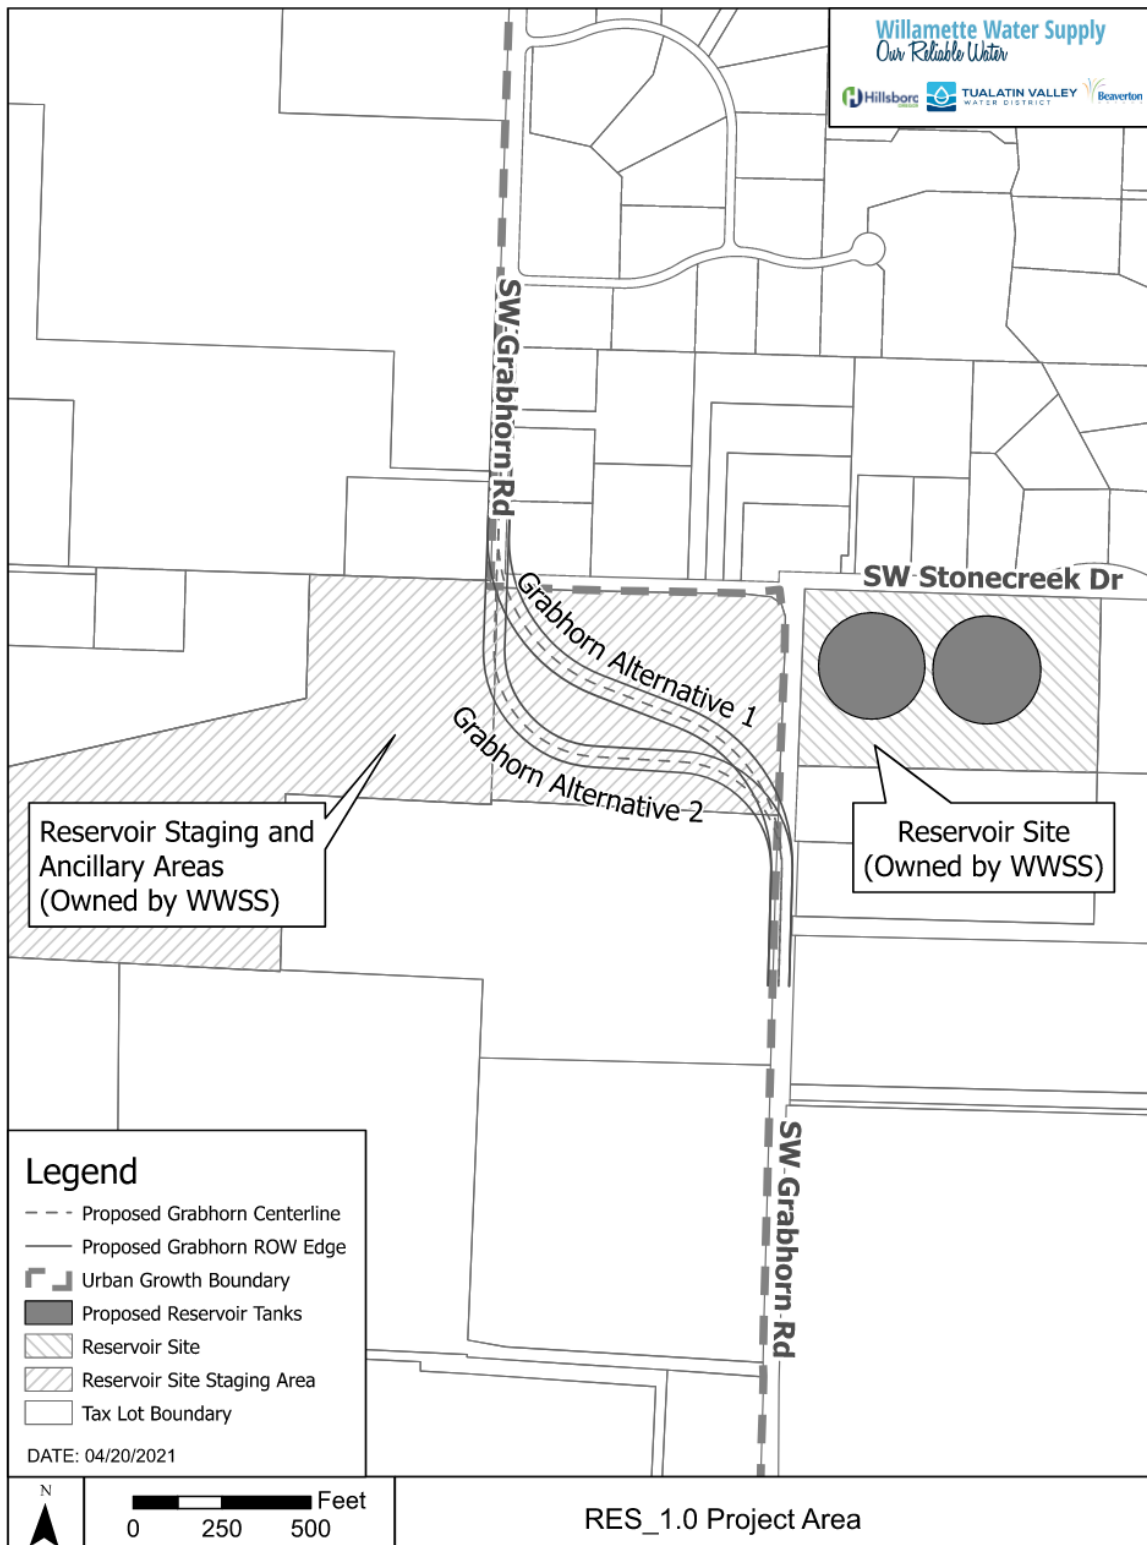 Willamette Water Supply
Our Reliable Water
Hillsboro
TUALATIN VALLEY
WATER DISTRICT
Beaverton
SW Grabhorn Rd
SW Stonecreek Dr
Grabhorn Alternative 1
Grabhorn Alternative 2
Reservoir Staging and
Ancillary Areas
(Owned by WWSS)
Reservoir Site
(Owned by WWSS)
SW Grabhorn Rd
Legend
Proposed Grabhorn Centerline
Proposed Grabhorn ROW Edge
Urban Growth Boundary
Proposed Reservoir Tanks
Reservoir Site
Reservoir Site Staging Area
Tax Lot Boundary
DATE: 04/20/2021
N
Feet
0 250 500
RES_1.0 Project Area